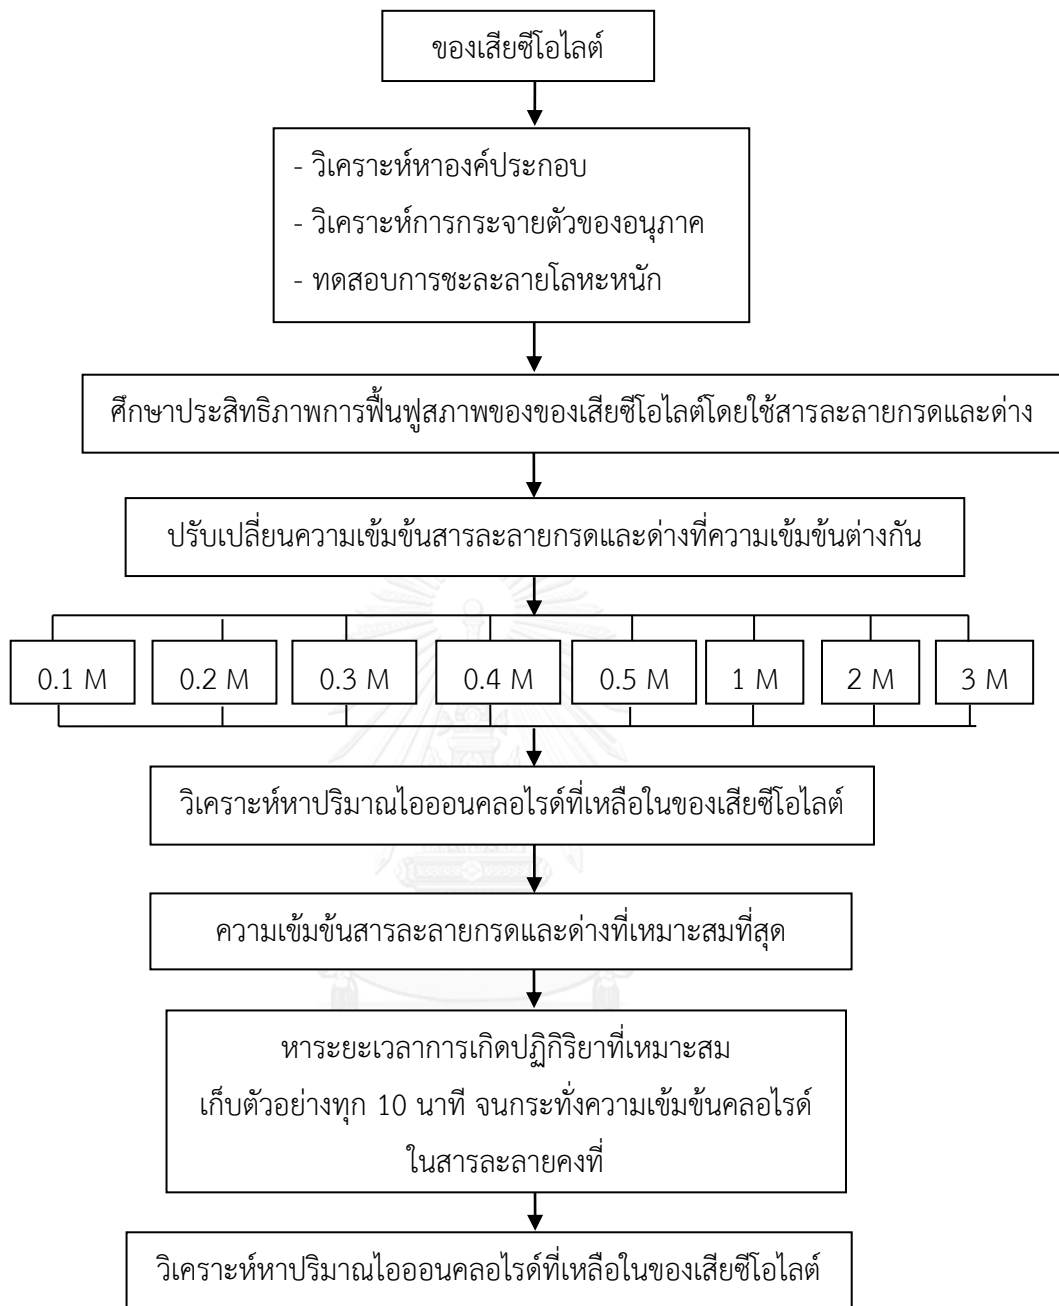 ของเสียซีโอไลต์
- วิเคราะห์หาองค์ประกอบ
- วิเคราะห์การกระจายตัวของอนุภาค
- ทดสอบการชะละลายโลหะหนัก
ศึกษาประสิทธิภาพการฟื้นฟูสภาพของของเสียซีโอไลต์โดยใช้สารละลายกรดและด่าง
ปรับเปลี่ยนความเข้มข้นสารละลายกรดและด่างที่ความเข้มข้นต่างกัน
0.1 M 0.2 M 0.3 M 0.4 M 0.5 M 1 M 2 M 3 M
วิเคราะห์หาปริมาณไอออนคลอไรด์ที่เหลือในของเสียซีโอไลต์
ความเข้มข้นสารละลายกรดและด่างที่เหมาะสมที่สุด
หาระยะเวลาการเกิดปฏิกิริยาที่เหมาะสม
เก็บตัวอย่างทุก 10 นาที จนกระทั่งความเข้มข้นคลอไรด์
ในสารละลายคงที่
วิเคราะห์หาปริมาณไอออนคลอไรด์ที่เหลือในของเสียซีโอไลต์